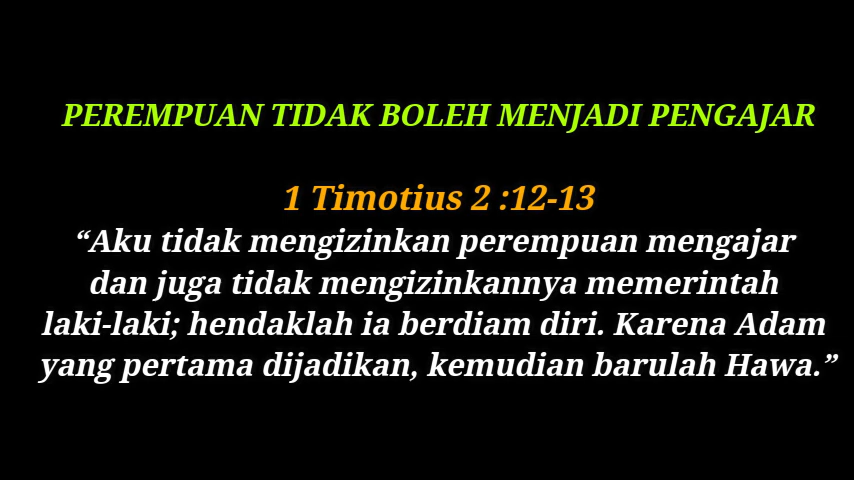 PEREMPUAN TIDAK BOLEH MENJADI PENGAJAR
1 Timotius 2 :12-13
“Aku tidak mengizinkan perempuan mengajar
dan juga tidak mengizinkannya memerintah
laki-laki; hendaklah ia berdiam diri. Karena Adam
yang pertama dijadikan, kemudian barulah Hawa.”